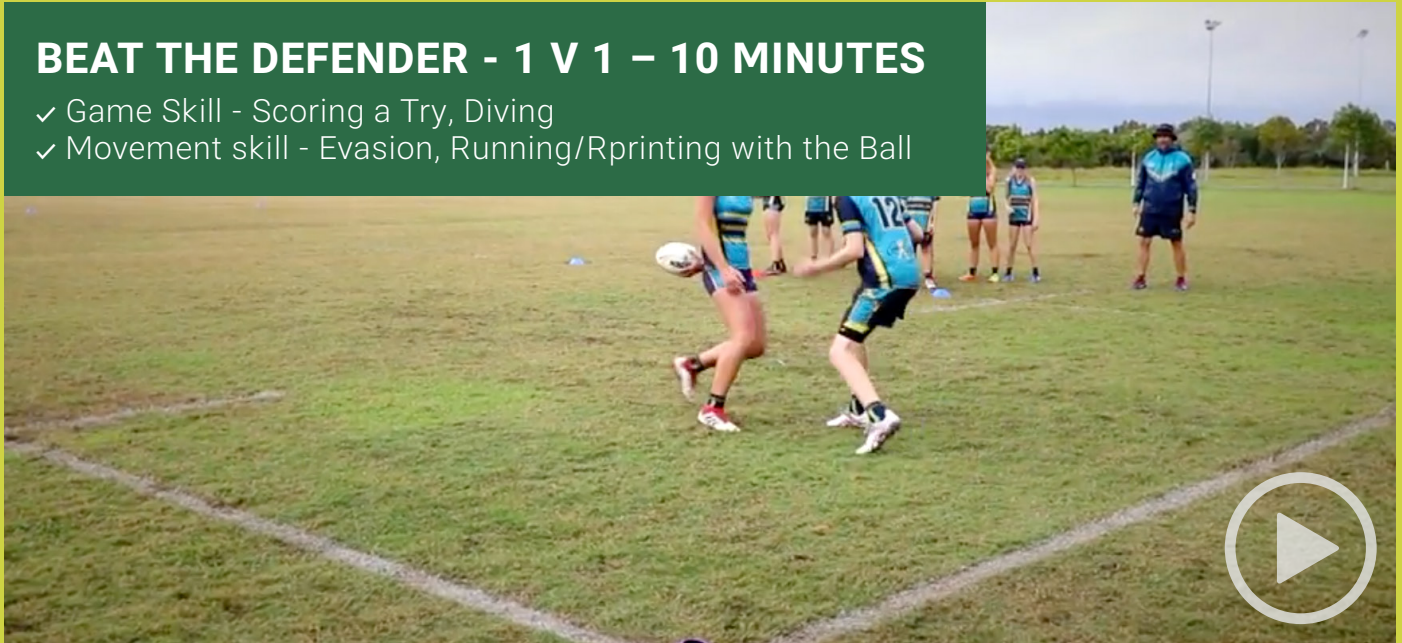 BEAT THE DEFENDER - 1 V 1 – 10 MINUTES
✓ Game Skill - Scoring a Try, Diving
✓ Movement skill - Evasion, Running/Rprinting with the Ball
12